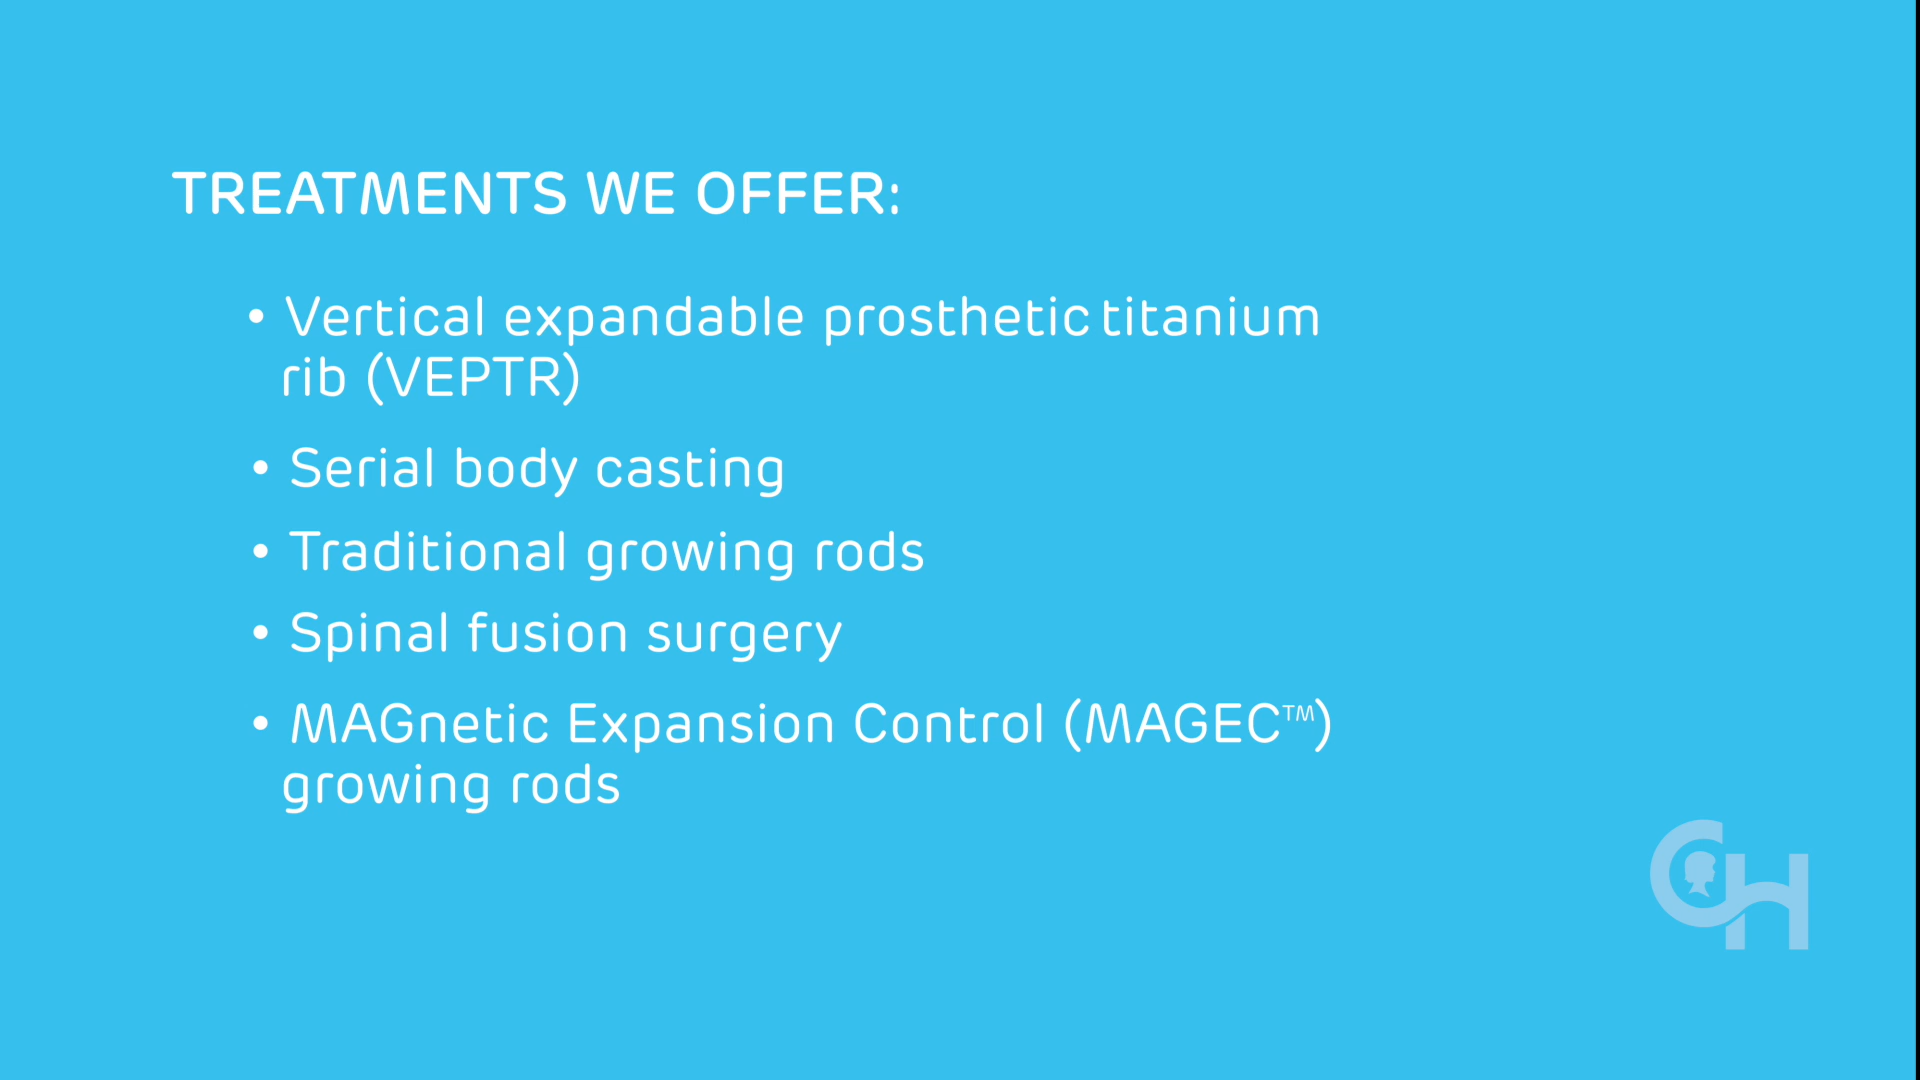 TREATMENTS WE OFFER:
• Vertical expandable prosthetic titanium
rib (VEPTR)
• Serial body casting
• Traditional growing rods
• Spinal fusion surgery
• MAGnetic Expansion Control (MAGEC™)
growing rods
CH